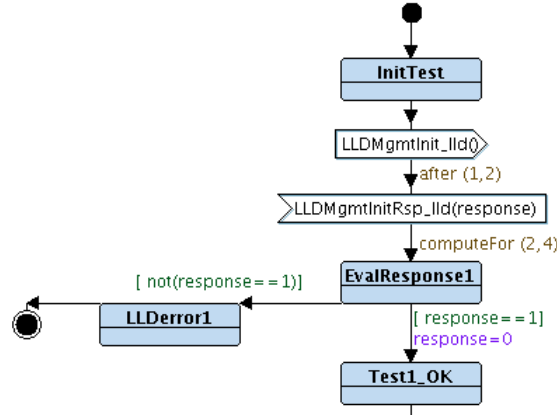 InitTest
LLDMgmtInit_lld()
after (1,2)
LLDMgmtInitRsp_lld(response)
computeFor (2,4)
[ not(response==1)]
EvalResponse1
LLDerror1
[ response==1]
response=0
Test1_OK